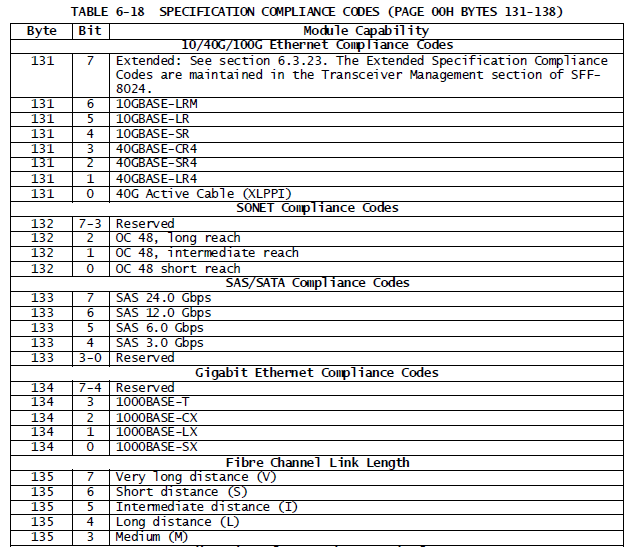 TABLE 6-18 SPECIFICATION COMPLIANCE CODES (PAGE 00H BYTES 131-138)
Byte Bit Module Capability
10/40G/100G Ethernet Compliance Codes
131 7 Extended: See section 6.3.23. The Extended Specification Compliance
Codes are maintained in the Transceiver Management section of SFF-
8024.
131 6 10GBASE-LRM
131 5 10GBASE-LR
131 4 10GBASE-SR
131 3 40GBASE-CR4
131 2 40GBASE-SR4
131 1 40GBASE-LR4
131 0 40G Active Cable (XLPPI)
SONET Compliance Codes
132 7-3 Reserved
132 2 OC 48, long reach
132 1 OC 48, intermediate reach
132 0 OC 48 short reach
SAS/SATA Compliance Codes
133 7 SAS 24.0 Gbps
133 6 SAS 12.0 Gbps
133 5 SAS 6.0 Gbps
133 4 SAS 3.0 Gbps
133 3-0 Reserved
Gigabit Ethernet Compliance Codes
134 7-4 Reserved
134 3 1000BASE-T
134 2 1000BASE-CX
134 1 1000BASE-LX
134 0 1000BASE-SX
Fibre Channel Link Length
135 7 Very long distance (V)
135 6 Short distance (S)
135 5 Intermediate distance (I)
135 4 Long distance (L)
135 3 Medium (M)